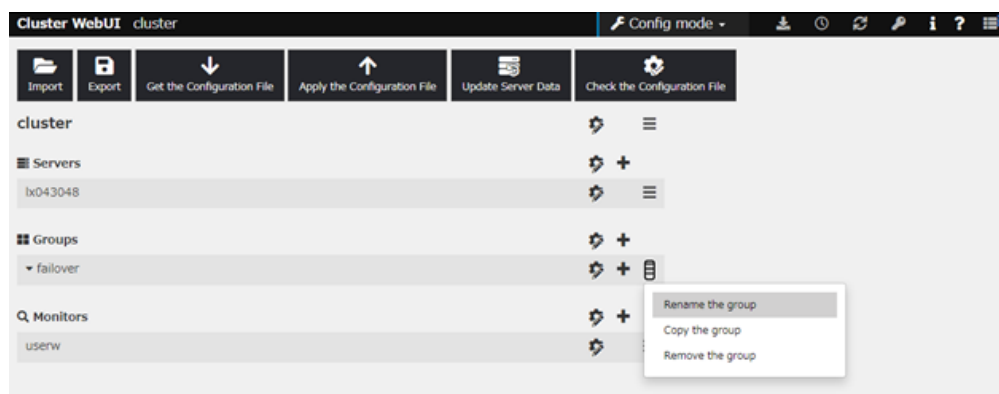 Cluster WebUI cluster Config mode
Import Export Get the Configuration File Apply the Configuration File Update Server Data Check the Configuration File
cluster
Servers
lx043048
Groups
failover
Rename the group
Monitors
Copy the group
userw
Remove the group